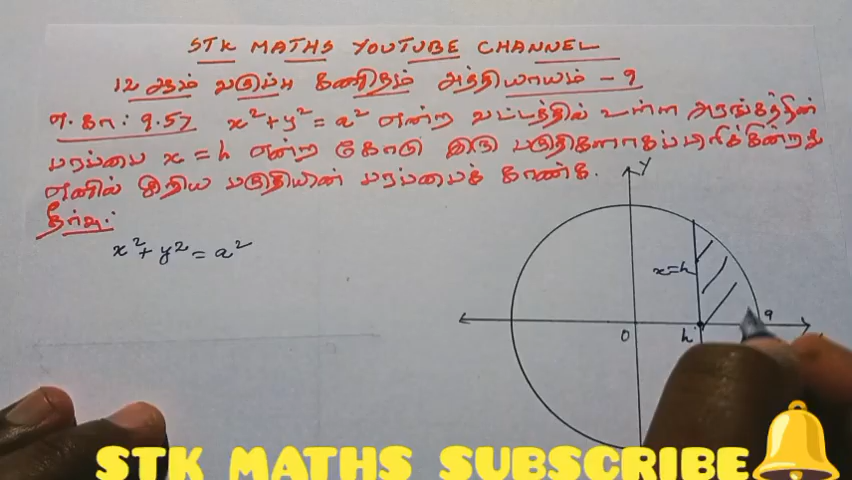 STK MATHS YOUTUBE CHANNEL
12 ஆம் வகுப்பு கணிதம் அத்தியாயம் - 9
எ.கா: 9.57 x²+y²=a² என்ற வட்டத்தில் உள்ள அரங்கத்தின்
பரப்பை x=h என்ற கோடு இரு பகுதிகளாகப் பிரிக்கின்றது
எனில் சிறிய பகுதியின் பரப்பைக் காண்க.
தீர்வு:
x²+y²=a²
Y
x=h
a
0
h
STK MATHS SUBSCRIBE